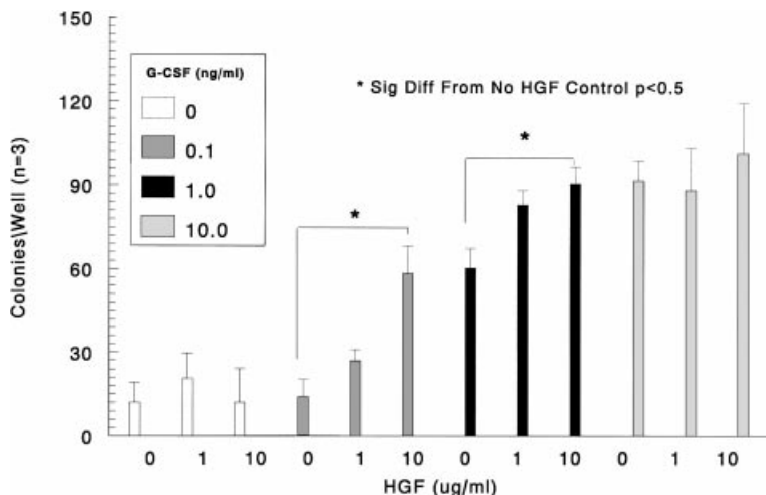 150
120
90
60
30
0
Colonies\Well (n=3)
G-CSF (ng/ml)
0
0.1
1.0
10.0
* Sig Diff From No HGF Control p<0.5
*
*
0 1 10 0 1 10 0 1 10 0 1 10
HGF (ug/ml)